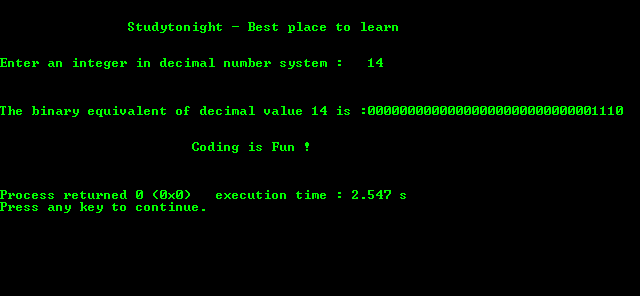 Studytonight - Best place to learn
Enter an integer in decimal number system :   14
The binary equivalent of decimal value 14 is :00000000000000000000000000001110
Coding is Fun !
Process returned 0 (0x0)   execution time : 2.547 s
Press any key to continue.